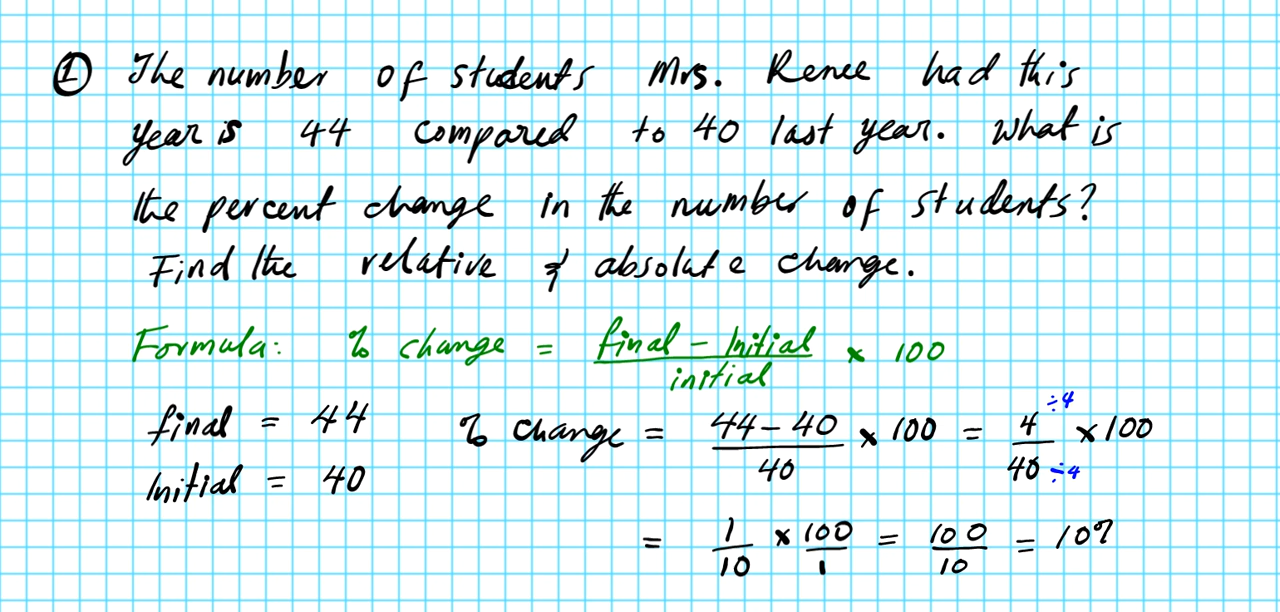 ① The number of students Mrs. Renee had this
year is 44 compared to 40 last year. What is
the percent change in the number of students?
Find the relative & absolute change.
Formula: % change = final - Initial / initial × 100
final = 44 % change = 44 - 40 / 40 × 100 = 4 ÷4 / 40 ÷4 × 100
Initial = 40
= 1/10 × 100/1 = 100/10 = 10%